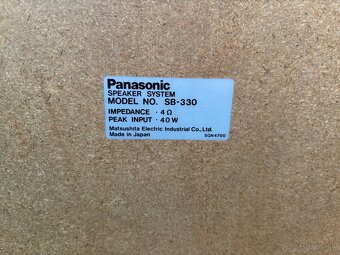 Panasonic
SPEAKER SYSTEM
MODEL NO. SB-330
IMPEDANCE · 4Ω
PEAK INPUT · 40W
Matsushita Electric Industrial Co., Ltd.
Made in Japan SQN4700